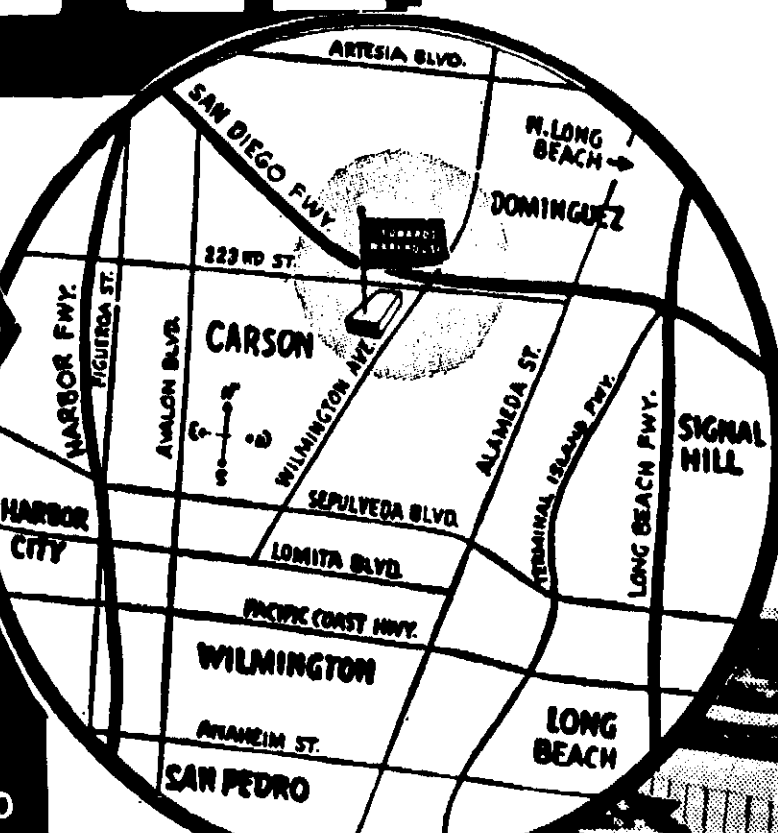 ARTESIA BLVD.
SAN DIEGO FWY.
N. LONG
BEACH
DOMINGUEZ
223RD ST.
HARBOR FWY.
FIGUEROA ST.
AVALON BLVD.
CARSON
WILMINGTON AVE.
ALAMEDA ST.
TERMINAL ISLAND FWY.
LONG BEACH FWY.
SIGNAL
HILL
SEPULVEDA BLVD.
HARBOR
CITY
LOMITA BLVD.
PACIFIC COAST HWY.
WILMINGTON
LONG
BEACH
ANAHEIM ST.
SAN PEDRO